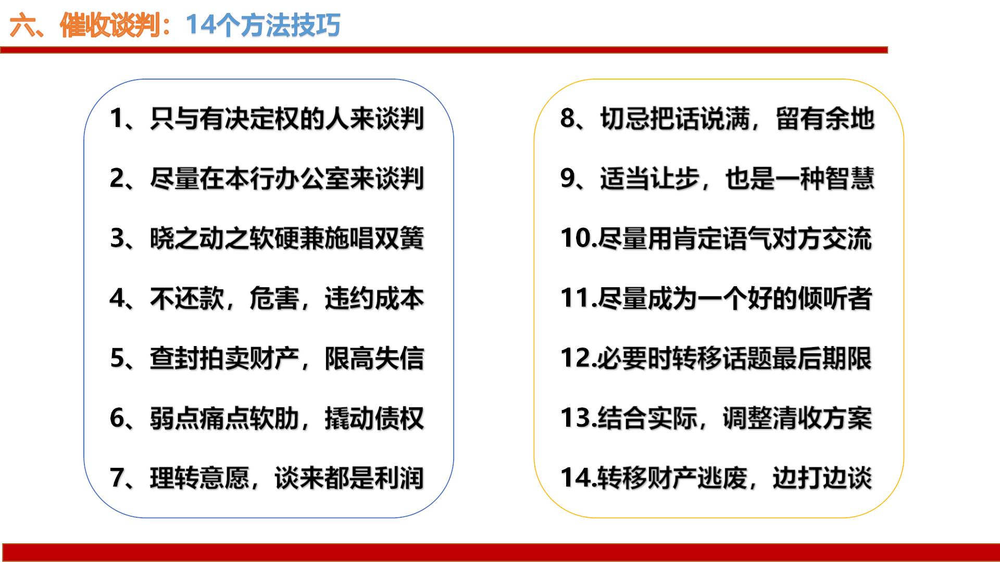 六、催收谈判：14个方法技巧
1、只与有决定权的人来谈判
2、尽量在本行办公室来谈判
3、晓之动之软硬兼施唱双簧
4、不还款，危害，违约成本
5、查封拍卖财产，限高失信
6、弱点痛点软肋，撬动债权
7、理转意愿，谈来都是利润
8、切忌把话说满，留有余地
9、适当让步，也是一种智慧
10.尽量用肯定语气对方交流
11.尽量成为一个好的倾听者
12.必要时转移话题最后期限
13.结合实际，调整清收方案
14.转移财产逃废，边打边谈